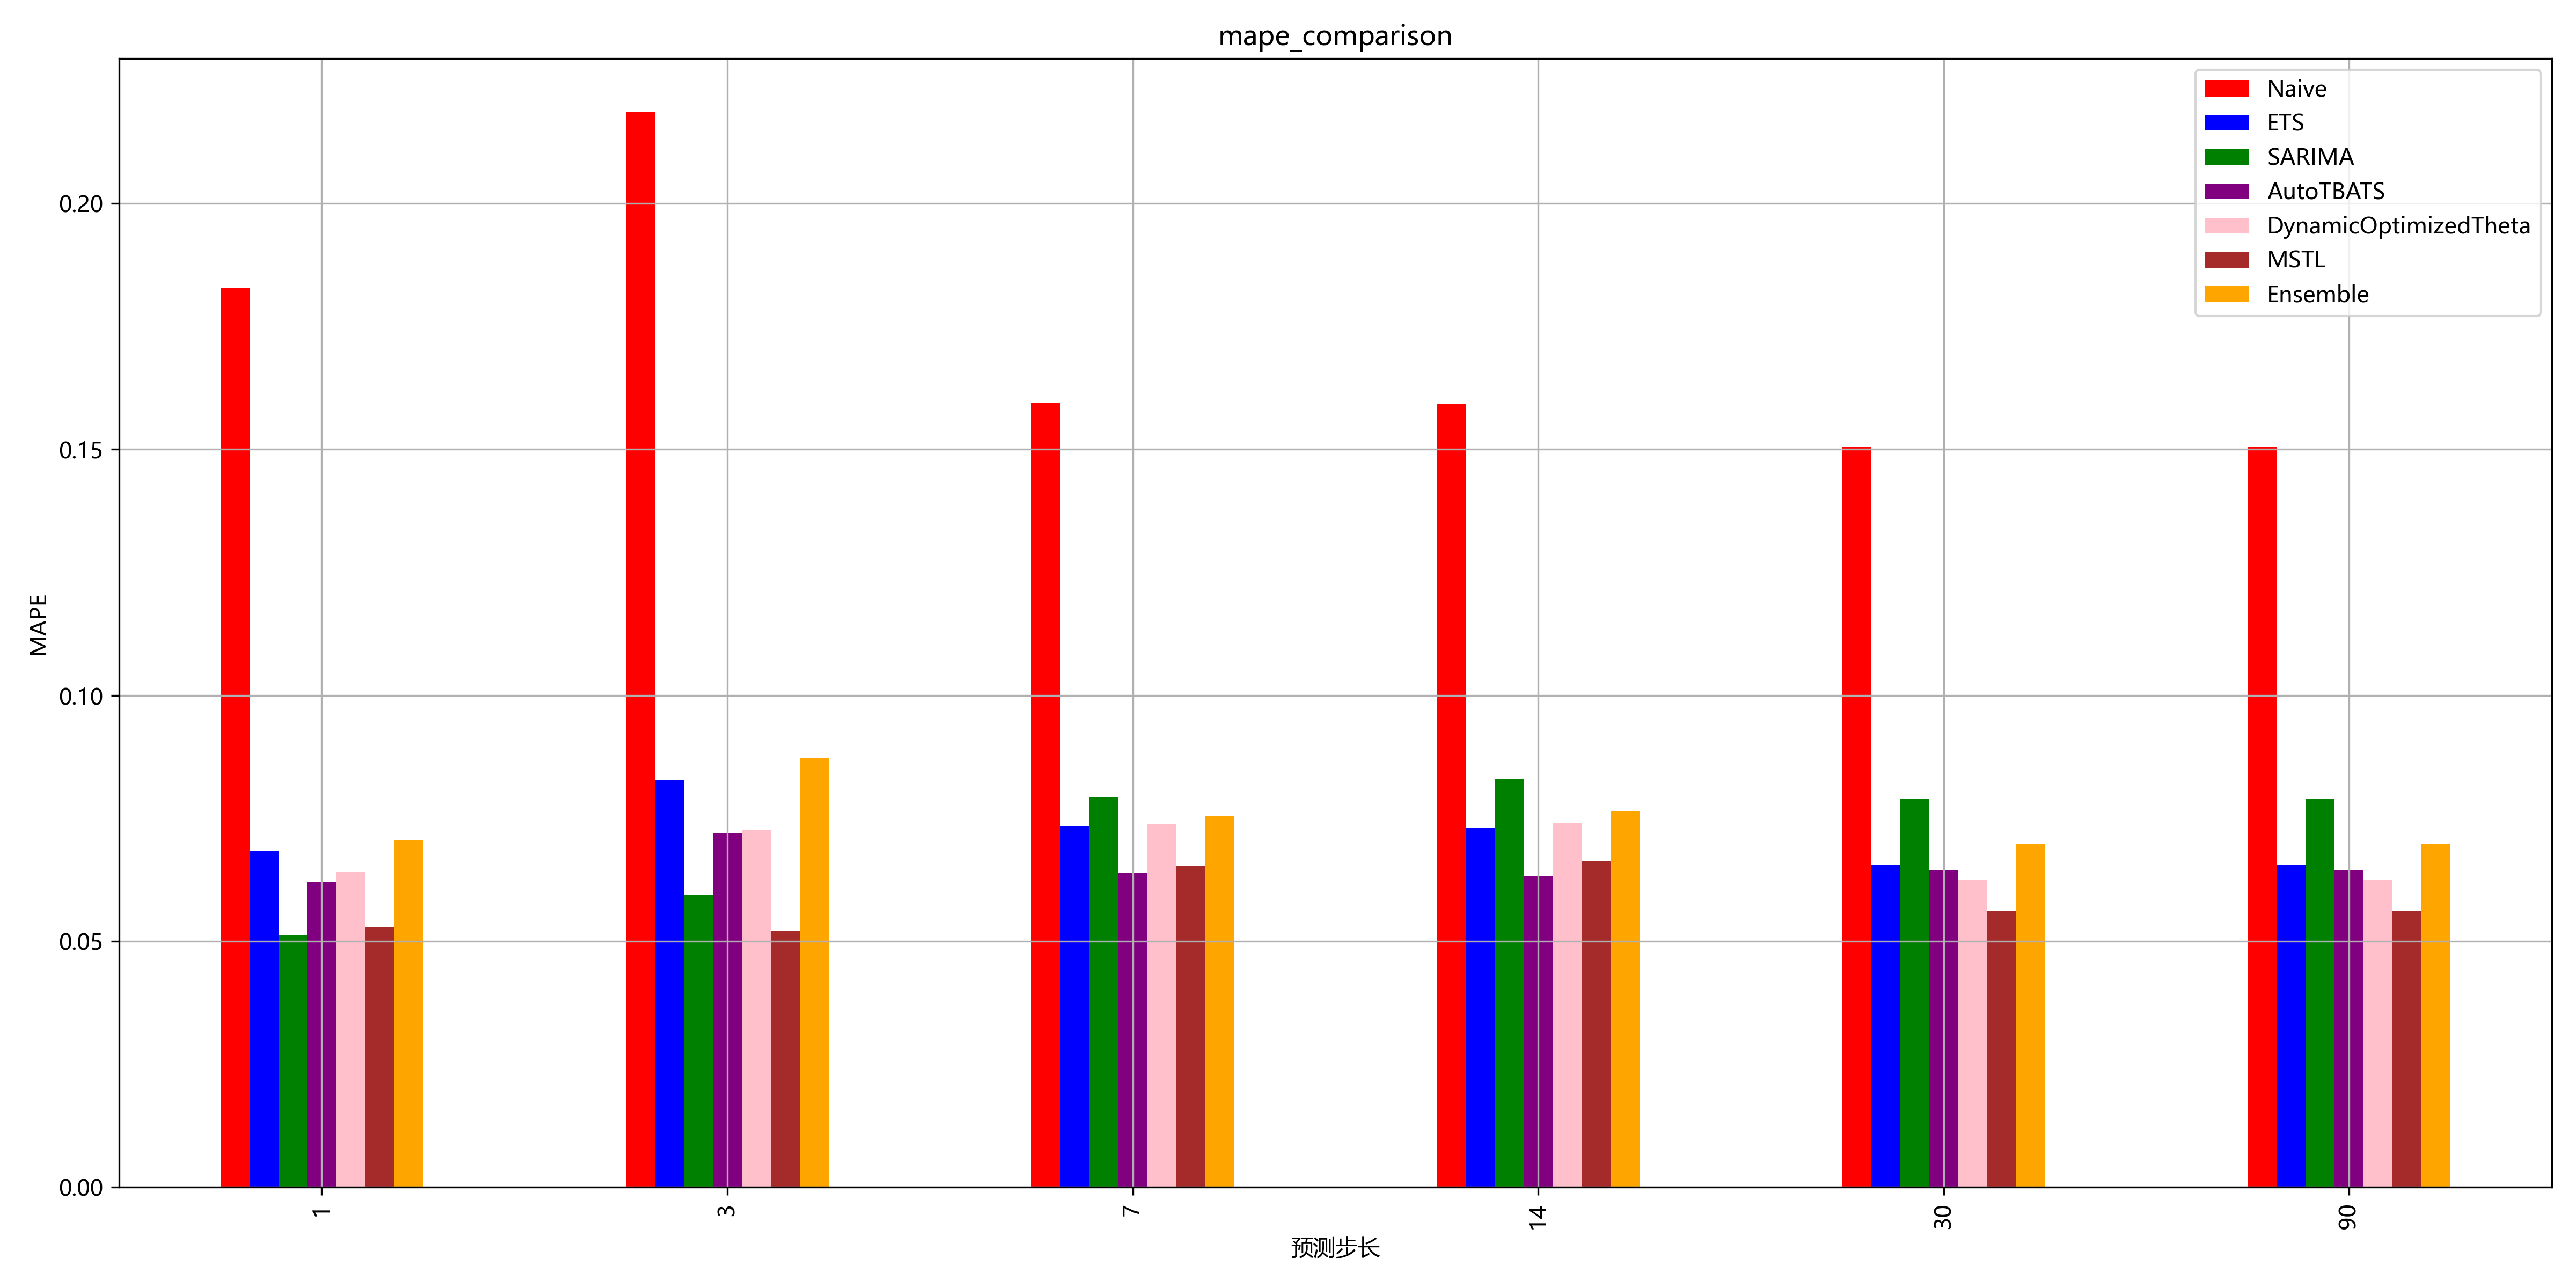 mape_comparison
Naive
ETS
SARIMA
AutoTBATS
DynamicOptimizedTheta
MSTL
Ensemble
0.20
0.15
0.10
0.05
0.00
MAPE
1
3
7
14
30
90
预测步长